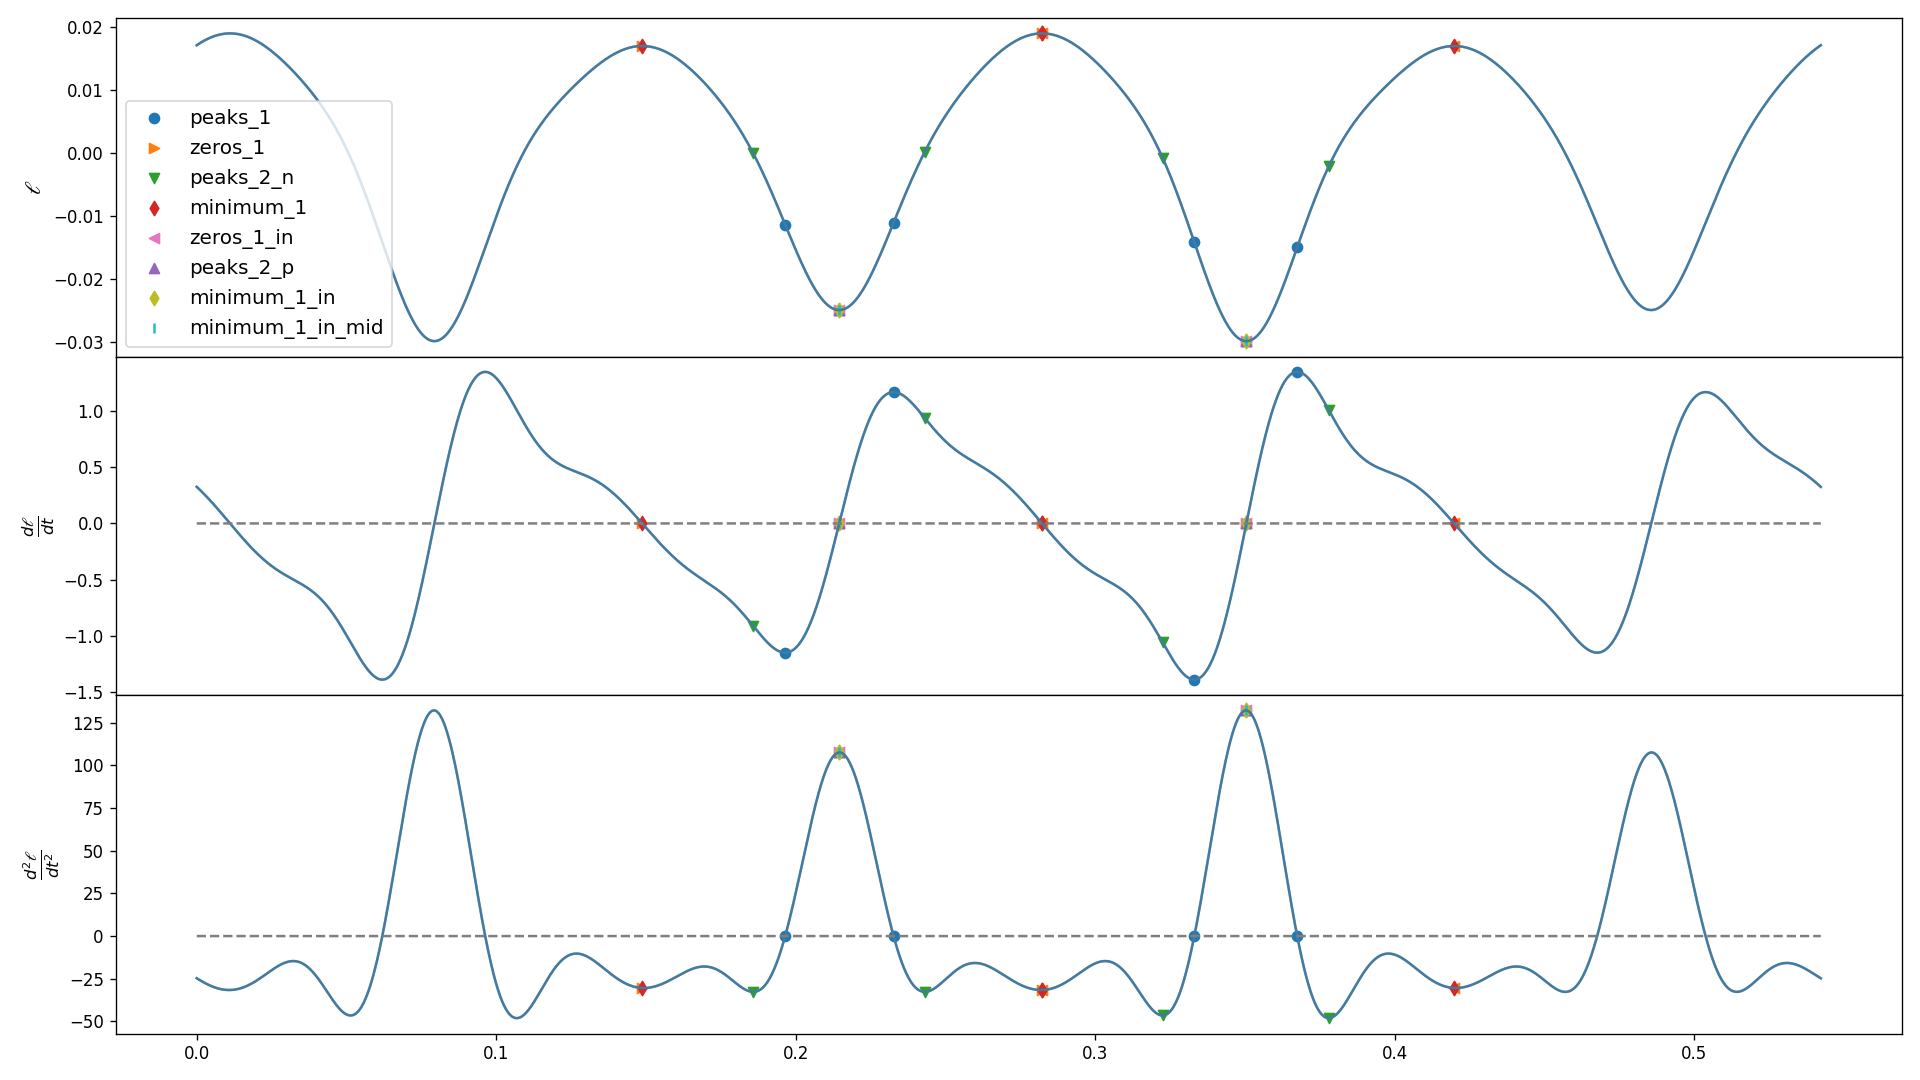 0.02
0.01
0.00
−0.01
−0.02
−0.03
ℓ
peaks_1
zeros_1
peaks_2_n
minimum_1
zeros_1_in
peaks_2_p
minimum_1_in
minimum_1_in_mid
1.0
0.5
0.0
−0.5
−1.0
−1.5
dℓ
dt
125
100
75
50
25
0
−25
−50
d²ℓ
dt²
0.0 0.1 0.2 0.3 0.4 0.5